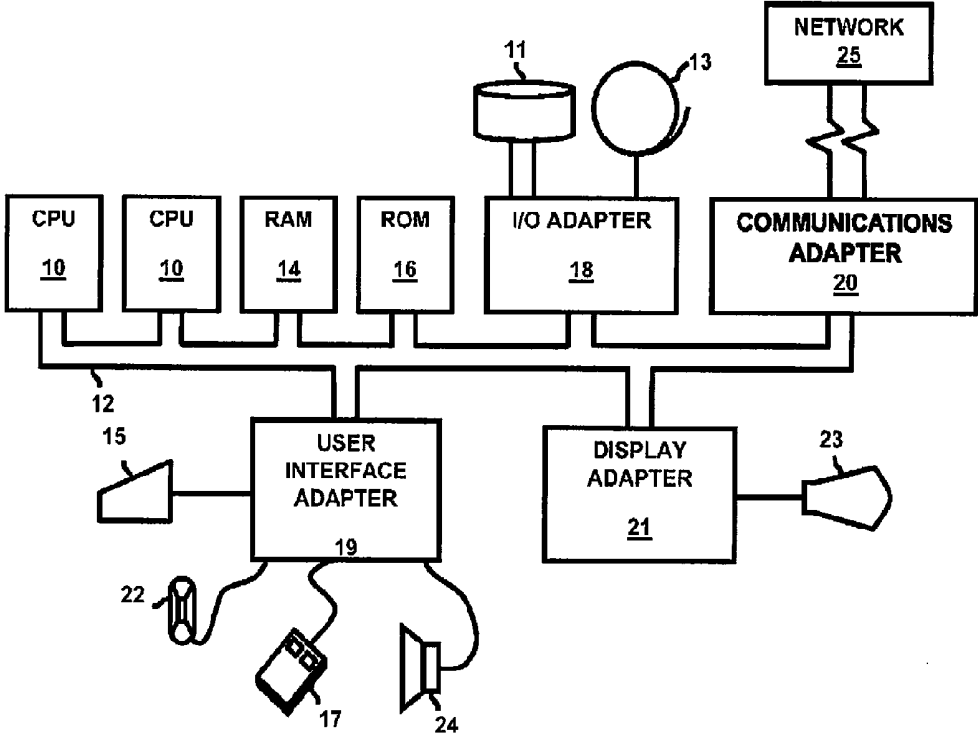 NETWORK
25
11
13
CPU
10
CPU
10
RAM
14
ROM
16
I/O ADAPTER
18
COMMUNICATIONS
ADAPTER
20
12
15
USER
INTERFACE
ADAPTER
19
DISPLAY
ADAPTER
21
23
22
17
24